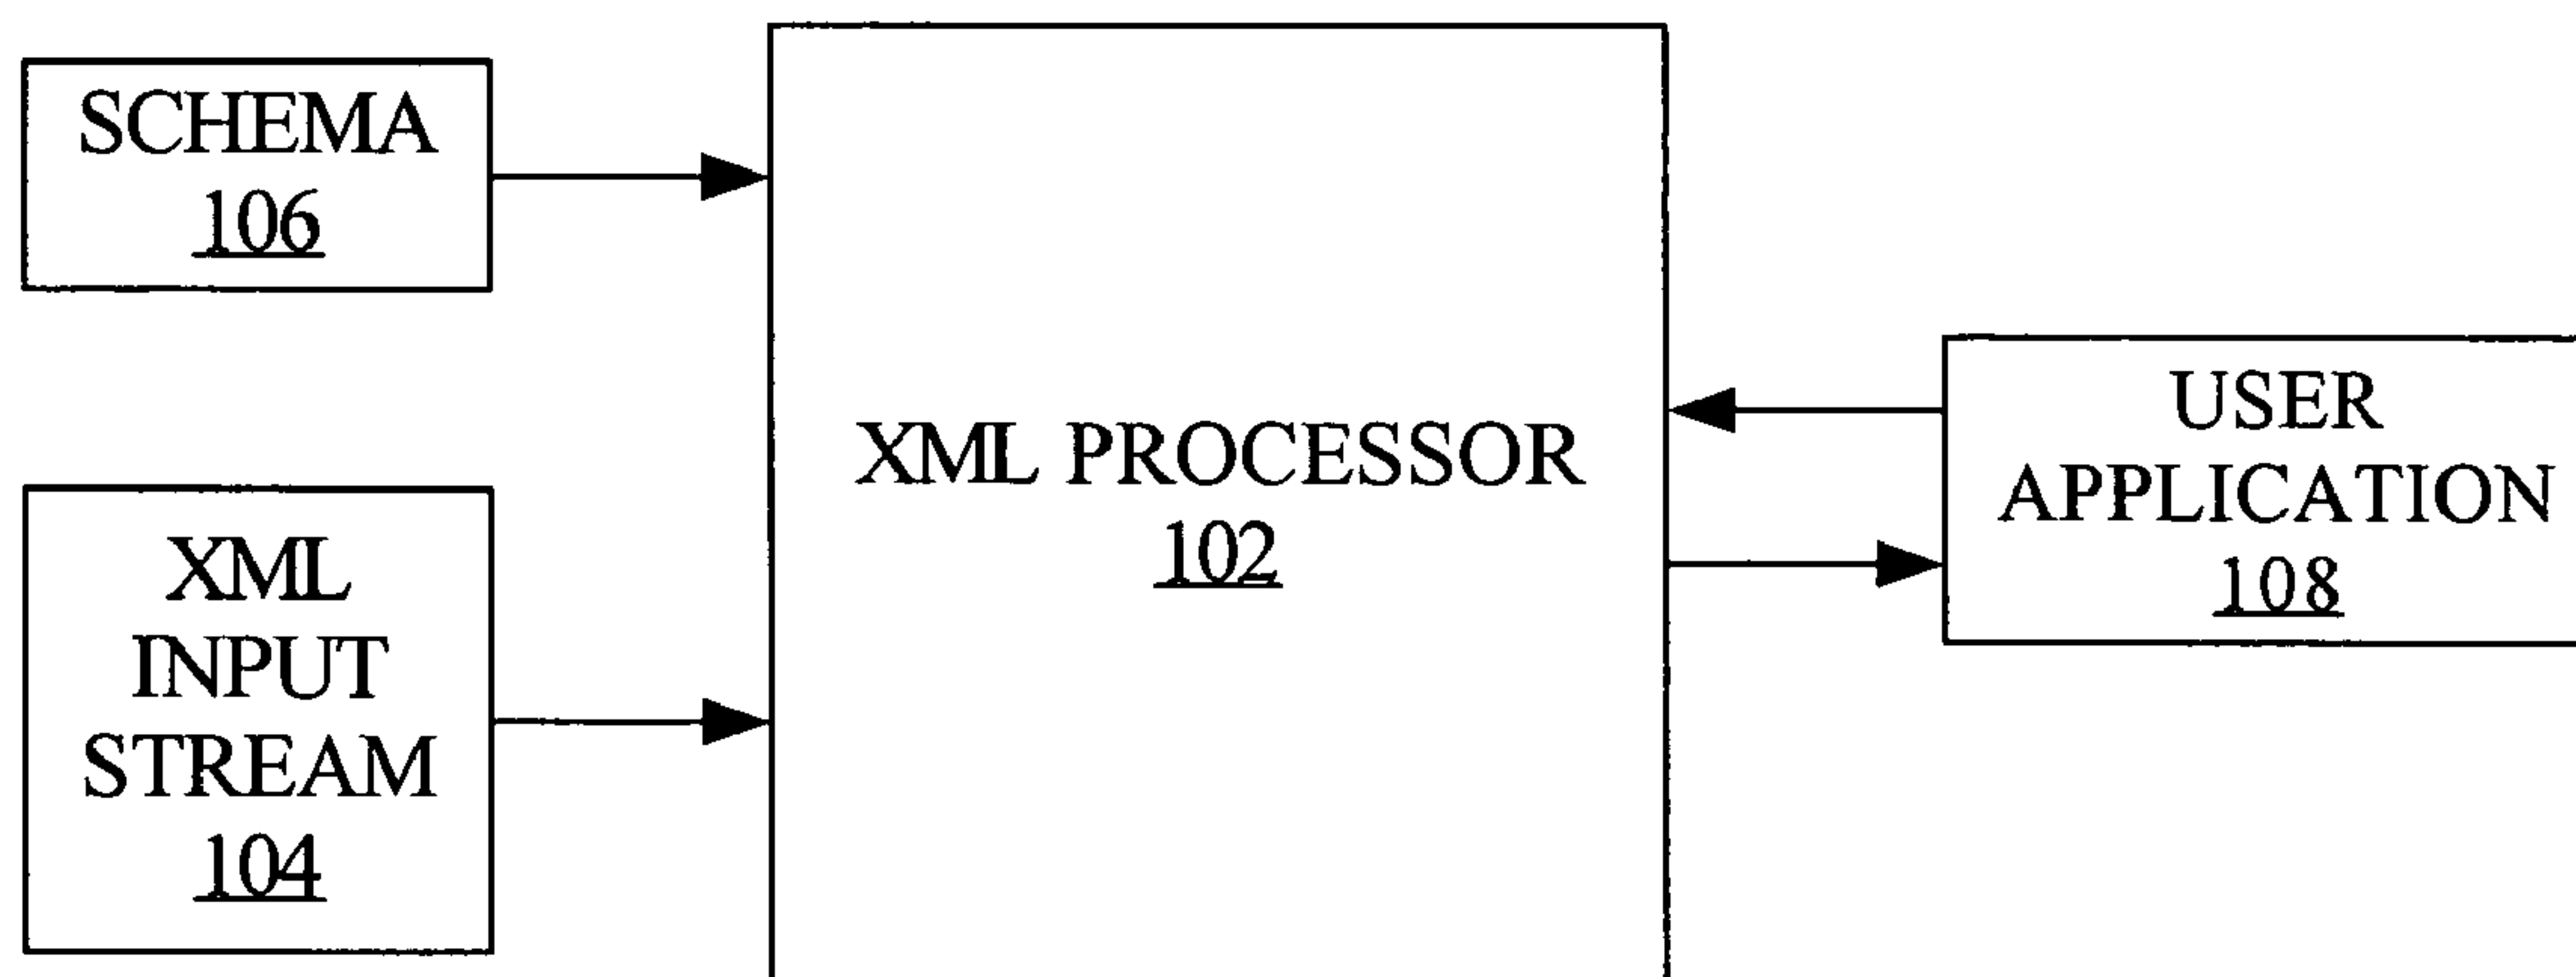 SCHEMA
106
XML
INPUT
STREAM
104
XML PROCESSOR
102
USER
APPLICATION
108